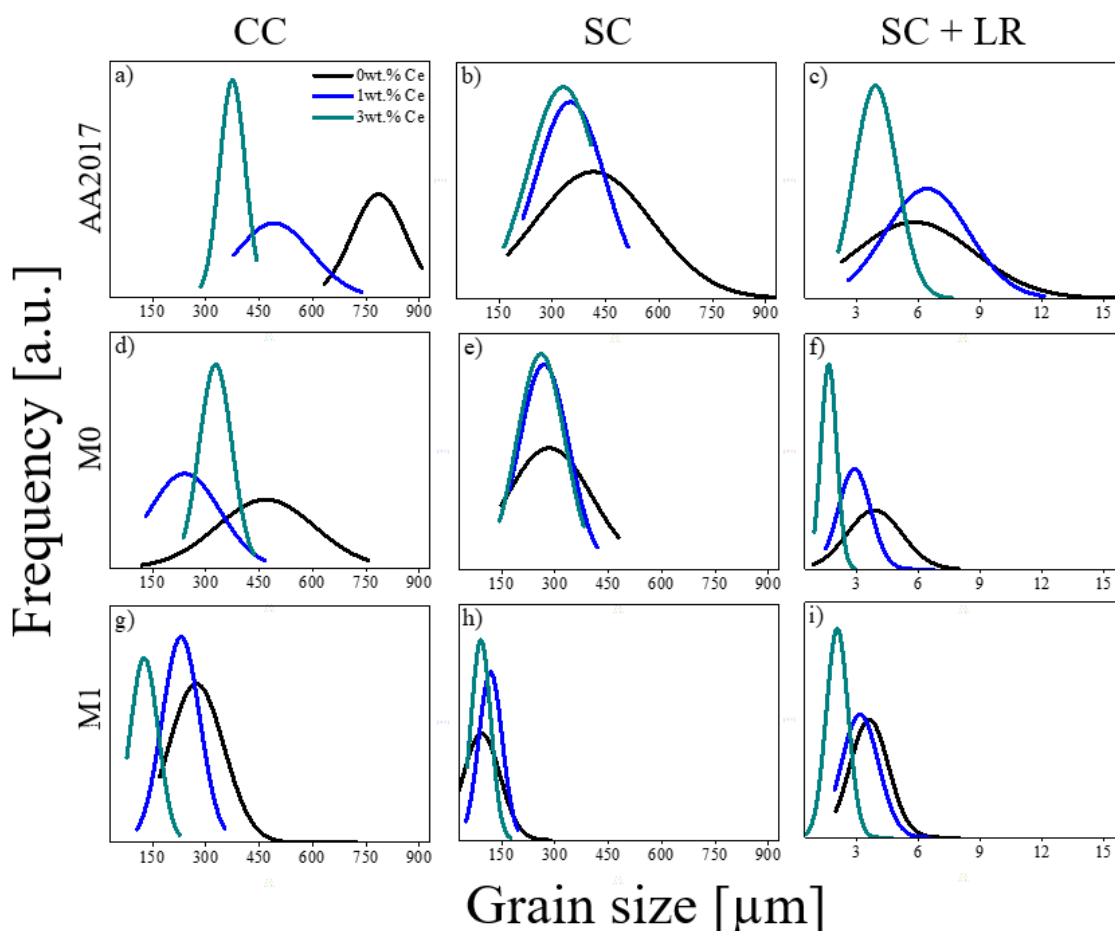 CC SC SC + LR
AA2017
M0
M1
Frequency [a.u.]
a)
0wt.% Ce
1wt.% Ce
3wt.% Ce
b)
c)
150 300 450 600 750 900
150 300 450 600 750 900
3 6 9 12 15
d)
e)
f)
150 300 450 600 750 900
150 300 450 600 750 900
3 6 9 12 15
g)
h)
i)
150 300 450 600 750 900
150 300 450 600 750 900
3 6 9 12 15
Grain size [µm]